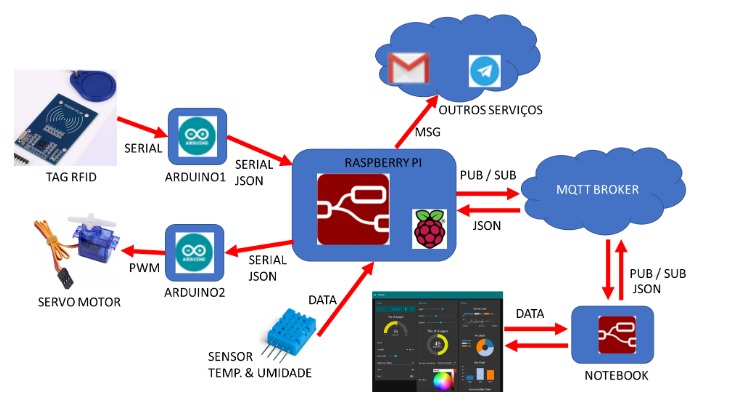 OUTROS SERVIÇOS
MSG
SERIAL
TAG RFID
ARDUINO1
SERIAL
JSON
RASPBERRY PI
PUB / SUB
JSON
MQTT BROKER
PWM
SERVO MOTOR
ARDUINO2
SERIAL
JSON
DATA
SENSOR
TEMP. & UMIDADE
DATA
PUB / SUB
JSON
NOTEBOOK